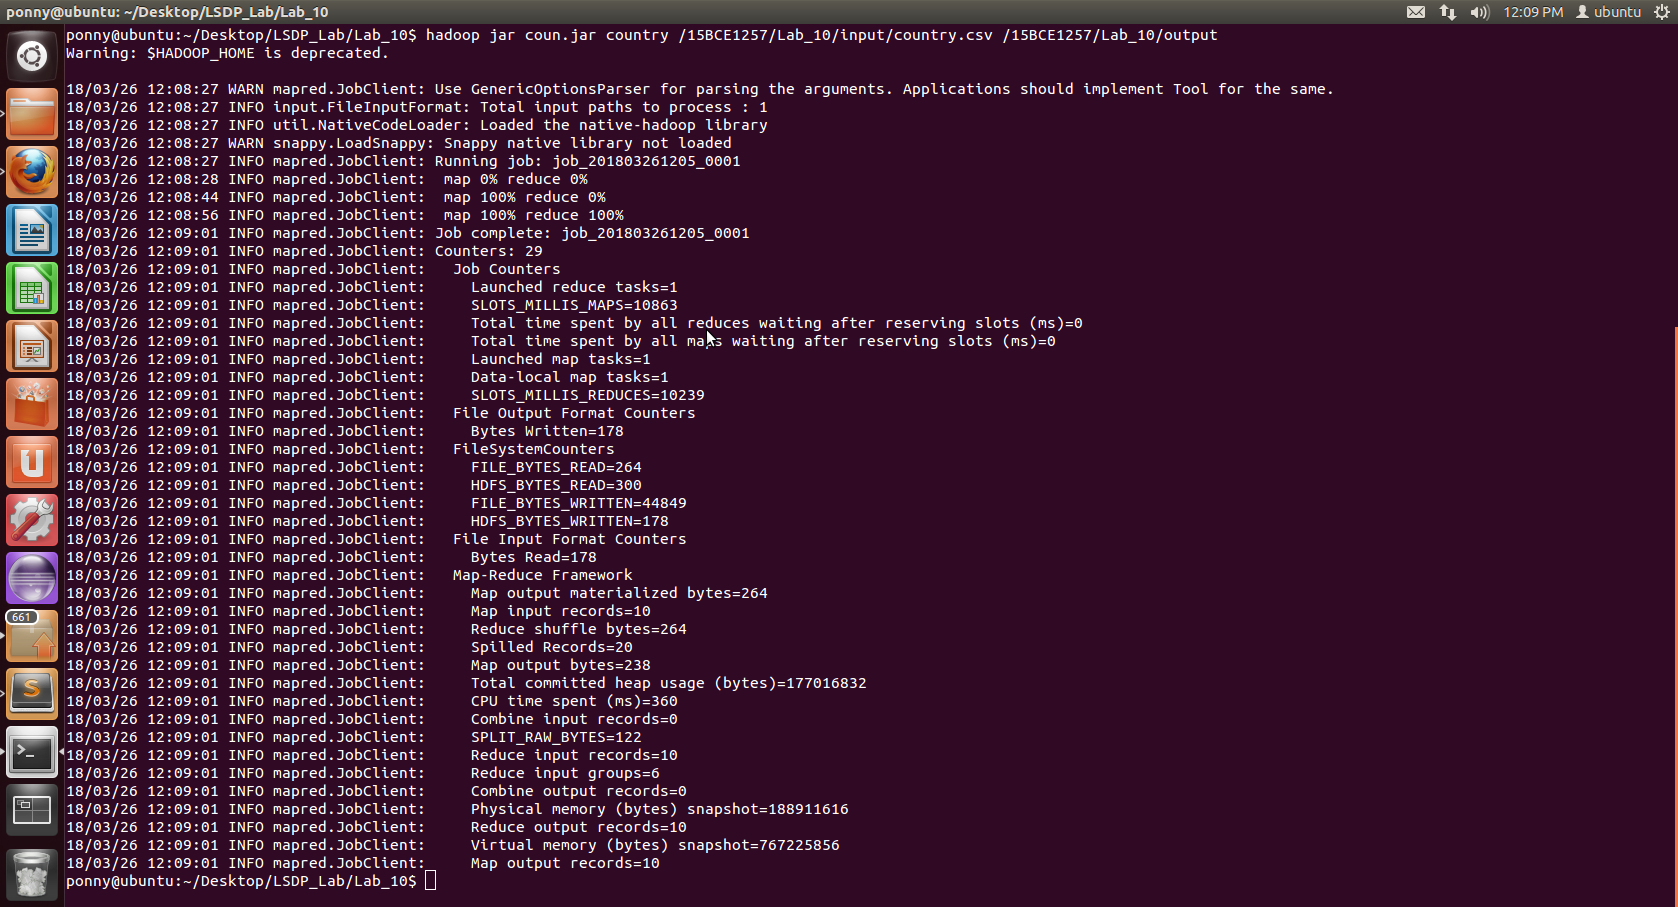 ponny@ubuntu: ~/Desktop/LSDP_Lab/Lab_10
12:09 PM ubuntu
ponny@ubuntu:~/Desktop/LSDP_Lab/Lab_10$ hadoop jar coun.jar country /15BCE1257/Lab_10/input/country.csv /15BCE1257/Lab_10/output
Warning: $HADOOP_HOME is deprecated.
18/03/26 12:08:27 WARN mapred.JobClient: Use GenericOptionsParser for parsing the arguments. Applications should implement Tool for the same.
18/03/26 12:08:27 INFO input.FileInputFormat: Total input paths to process : 1
18/03/26 12:08:27 INFO util.NativeCodeLoader: Loaded the native-hadoop library
18/03/26 12:08:27 WARN snappy.LoadSnappy: Snappy native library not loaded
18/03/26 12:08:27 INFO mapred.JobClient: Running job: job_201803261205_0001
18/03/26 12:08:28 INFO mapred.JobClient:  map 0% reduce 0%
18/03/26 12:08:44 INFO mapred.JobClient:  map 100% reduce 0%
18/03/26 12:08:56 INFO mapred.JobClient:  map 100% reduce 100%
18/03/26 12:09:01 INFO mapred.JobClient: Job complete: job_201803261205_0001
18/03/26 12:09:01 INFO mapred.JobClient: Counters: 29
18/03/26 12:09:01 INFO mapred.JobClient:   Job Counters
18/03/26 12:09:01 INFO mapred.JobClient:     Launched reduce tasks=1
18/03/26 12:09:01 INFO mapred.JobClient:     SLOTS_MILLIS_MAPS=10863
18/03/26 12:09:01 INFO mapred.JobClient:     Total time spent by all reduces waiting after reserving slots (ms)=0
18/03/26 12:09:01 INFO mapred.JobClient:     Total time spent by all maps waiting after reserving slots (ms)=0
18/03/26 12:09:01 INFO mapred.JobClient:     Launched map tasks=1
18/03/26 12:09:01 INFO mapred.JobClient:     Data-local map tasks=1
18/03/26 12:09:01 INFO mapred.JobClient:     SLOTS_MILLIS_REDUCES=10239
18/03/26 12:09:01 INFO mapred.JobClient:   File Output Format Counters
18/03/26 12:09:01 INFO mapred.JobClient:     Bytes Written=178
18/03/26 12:09:01 INFO mapred.JobClient:   FileSystemCounters
18/03/26 12:09:01 INFO mapred.JobClient:     FILE_BYTES_READ=264
18/03/26 12:09:01 INFO mapred.JobClient:     HDFS_BYTES_READ=300
18/03/26 12:09:01 INFO mapred.JobClient:     FILE_BYTES_WRITTEN=44849
18/03/26 12:09:01 INFO mapred.JobClient:     HDFS_BYTES_WRITTEN=178
18/03/26 12:09:01 INFO mapred.JobClient:   File Input Format Counters
18/03/26 12:09:01 INFO mapred.JobClient:     Bytes Read=178
18/03/26 12:09:01 INFO mapred.JobClient:   Map-Reduce Framework
18/03/26 12:09:01 INFO mapred.JobClient:     Map output materialized bytes=264
18/03/26 12:09:01 INFO mapred.JobClient:     Map input records=10
18/03/26 12:09:01 INFO mapred.JobClient:     Reduce shuffle bytes=264
18/03/26 12:09:01 INFO mapred.JobClient:     Spilled Records=20
18/03/26 12:09:01 INFO mapred.JobClient:     Map output bytes=238
18/03/26 12:09:01 INFO mapred.JobClient:     Total committed heap usage (bytes)=177016832
18/03/26 12:09:01 INFO mapred.JobClient:     CPU time spent (ms)=360
18/03/26 12:09:01 INFO mapred.JobClient:     Combine input records=0
18/03/26 12:09:01 INFO mapred.JobClient:     SPLIT_RAW_BYTES=122
18/03/26 12:09:01 INFO mapred.JobClient:     Reduce input records=10
18/03/26 12:09:01 INFO mapred.JobClient:     Reduce input groups=6
18/03/26 12:09:01 INFO mapred.JobClient:     Combine output records=0
18/03/26 12:09:01 INFO mapred.JobClient:     Physical memory (bytes) snapshot=188911616
18/03/26 12:09:01 INFO mapred.JobClient:     Reduce output records=10
18/03/26 12:09:01 INFO mapred.JobClient:     Virtual memory (bytes) snapshot=767225856
18/03/26 12:09:01 INFO mapred.JobClient:     Map output records=10
ponny@ubuntu:~/Desktop/LSDP_Lab/Lab_10$
661